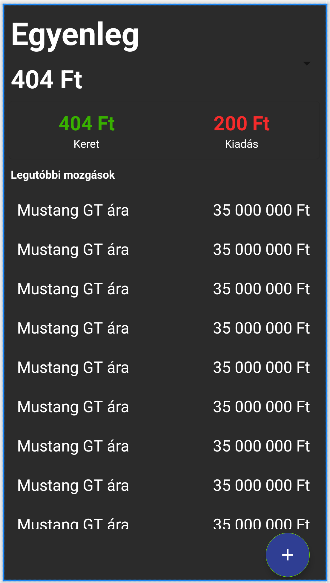 Egyenleg
404 Ft
404 Ft 200 Ft
Keret Kiadás
Legutóbbi mozgások
Mustang GT ára 35 000 000 Ft
Mustang GT ára 35 000 000 Ft
Mustang GT ára 35 000 000 Ft
Mustang GT ára 35 000 000 Ft
Mustang GT ára 35 000 000 Ft
Mustang GT ára 35 000 000 Ft
Mustang GT ára 35 000 000 Ft
Mustang GT ára 35 000 000 Ft
Mustang GT ára 35 000 000 Ft
+